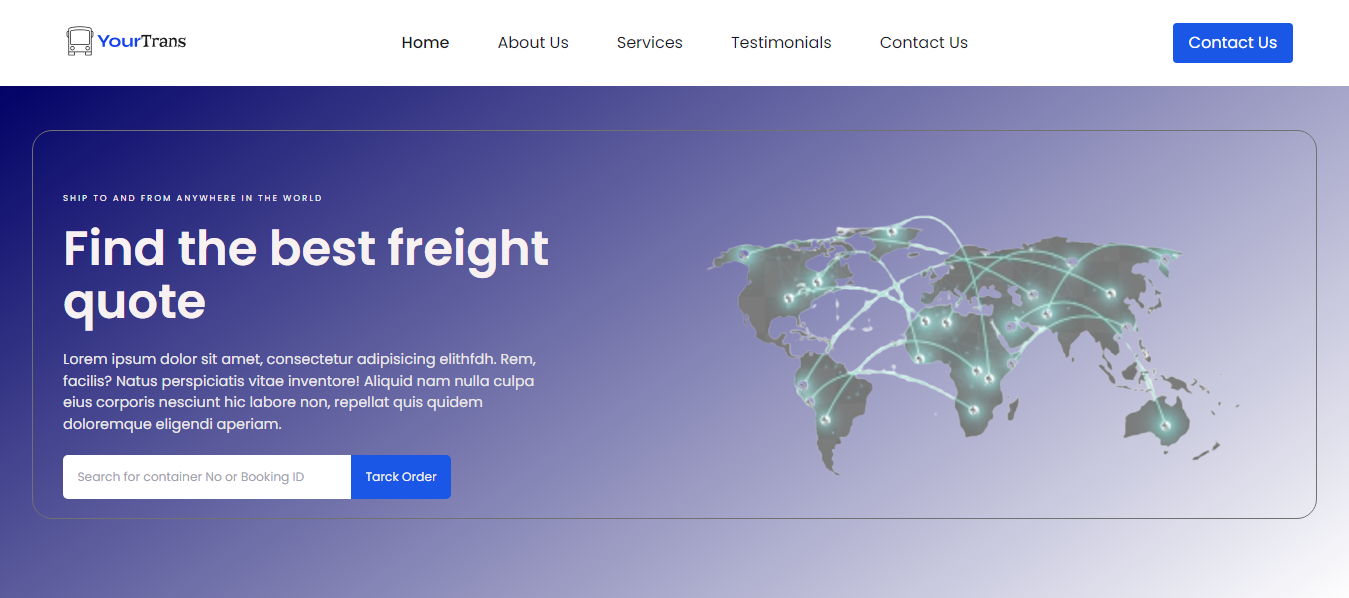 YourTrans
Home
About Us
Services
Testimonials
Contact Us
Contact Us
SHIP TO AND FROM ANYWHERE IN THE WORLD
Find the best freight
quote
Lorem ipsum dolor sit amet, consectetur adipisicing elithfdh. Rem,
facilis? Natus perspiciatis vitae inventore! Aliquid nam nulla culpa
eius corporis nesciunt hic labore non, repellat quis quidem
doloremque eligendi aperiam.
Search for container No or Booking ID
Tarck Order